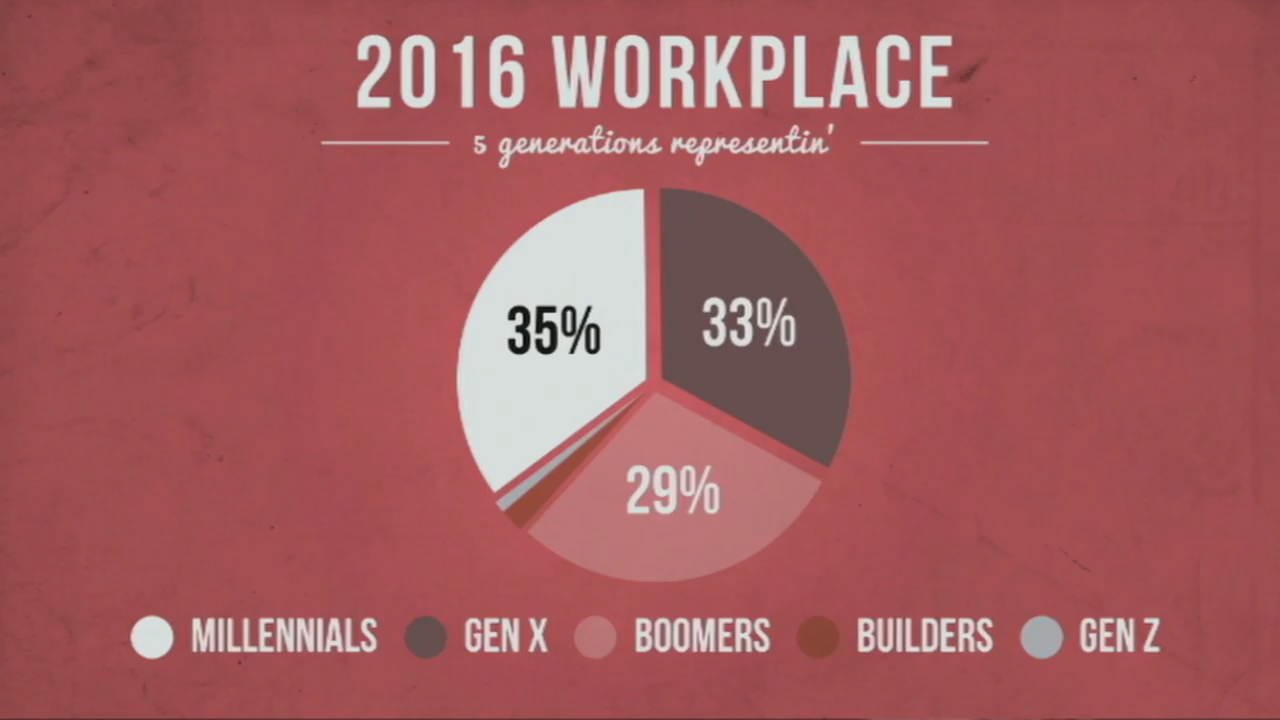 2016 WORKPLACE
5 generations representin'
35%
33%
29%
MILLENNIALS GEN X BOOMERS BUILDERS GEN Z